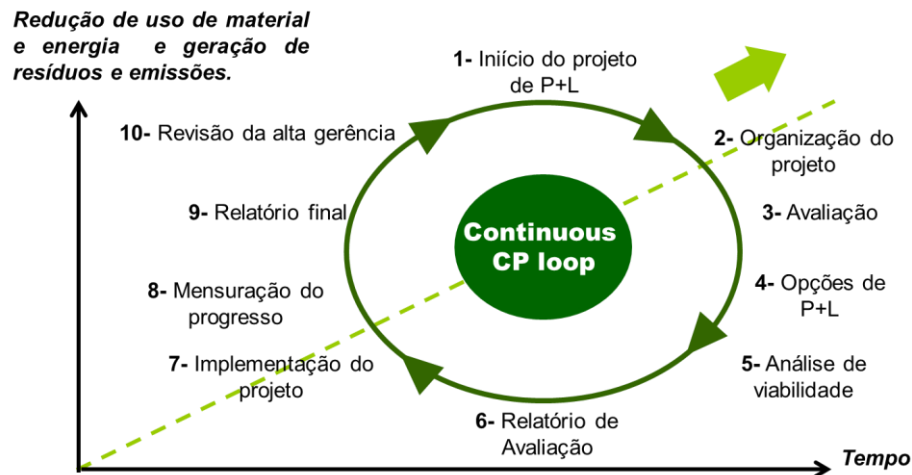 Redução de uso de material
e energia e geração de
resíduos e emissões.
1- Iniício do projeto
de P+L
2- Organização do
projeto
3- Avaliação
4- Opções de
P+L
5- Análise de
viabilidade
6- Relatório de
Avaliação
7- Implementação do
projeto
8- Mensuração do
progresso
9- Relatório final
10- Revisão da alta gerência
Continuous
CP loop
Tempo